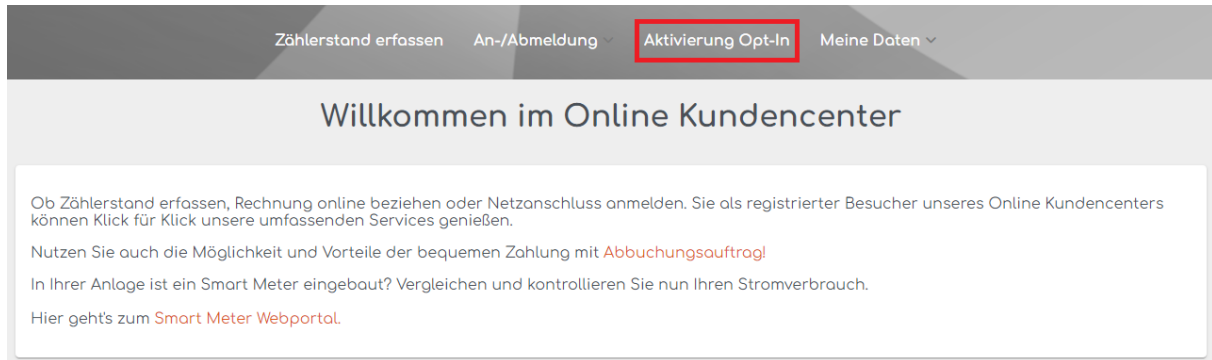 Zählerstand erfassen An-/Abmeldung Aktivierung Opt-In Meine Daten
Willkommen im Online Kundencenter
Ob Zählerstand erfassen, Rechnung online beziehen oder Netzanschluss anmelden. Sie als registrierter Besucher unseres Online Kundencenters
können Klick für Klick unsere umfassenden Services genießen.
Nutzen Sie auch die Möglichkeit und Vorteile der bequemen Zahlung mit Abbuchungsauftrag!
In Ihrer Anlage ist ein Smart Meter eingebaut? Vergleichen und kontrollieren Sie nun Ihren Stromverbrauch.
Hier geht's zum Smart Meter Webportal.